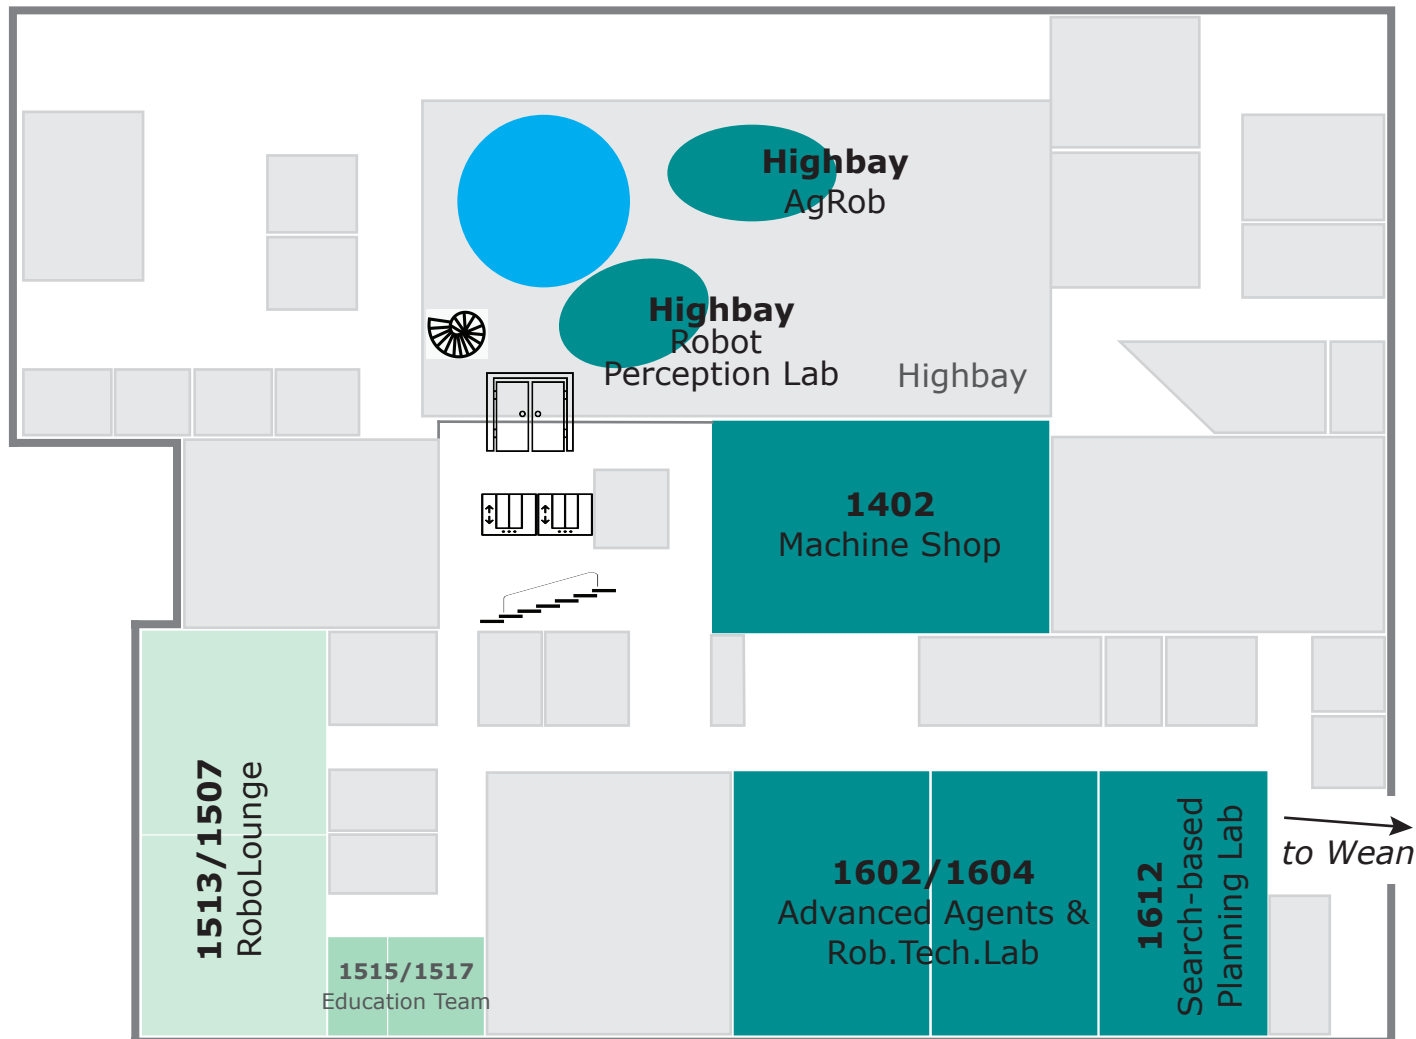 Highbay
AgRob
Highbay
Robot
Perception Lab
Highbay
1402
Machine Shop
1513/1507
RoboLounge
1515/1517
Education Team
1602/1604
Advanced Agents &
Rob.Tech.Lab
1612
Search-based
Planning Lab
to Wean